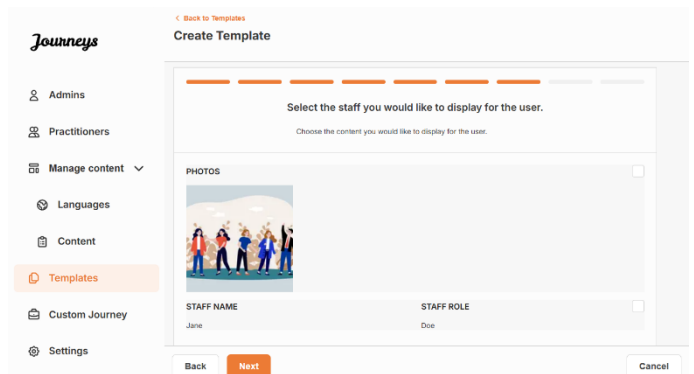 Journeys
Admins
Practitioners
Manage content
Languages
Content
Templates
Custom Journey
Settings
Back to Templates
Create Template
Select the staff you would like to display for the user.
Choose the content you would like to display for the user.
PHOTOS
STAFF NAME STAFF ROLE
Jane Doe
Back Next Cancel